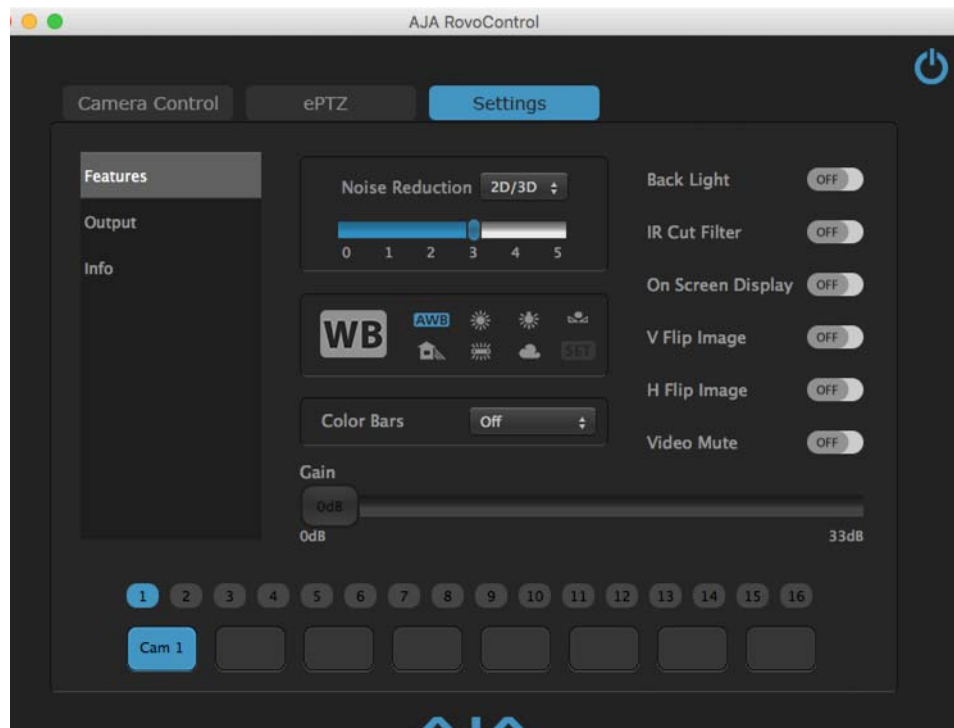 AJA RovoControl
Camera Control ePTZ Settings
Features
Output
Info
Noise Reduction 2D/3D
0 1 2 3 4 5
WB
AWB
SET
Color Bars Off
Gain
0dB
0dB 33dB
Back Light OFF
IR Cut Filter OFF
On Screen Display OFF
V Flip Image OFF
H Flip Image OFF
Video Mute OFF
1 2 3 4 5 6 7 8 9 10 11 12 13 14 15 16
Cam 1
AJA